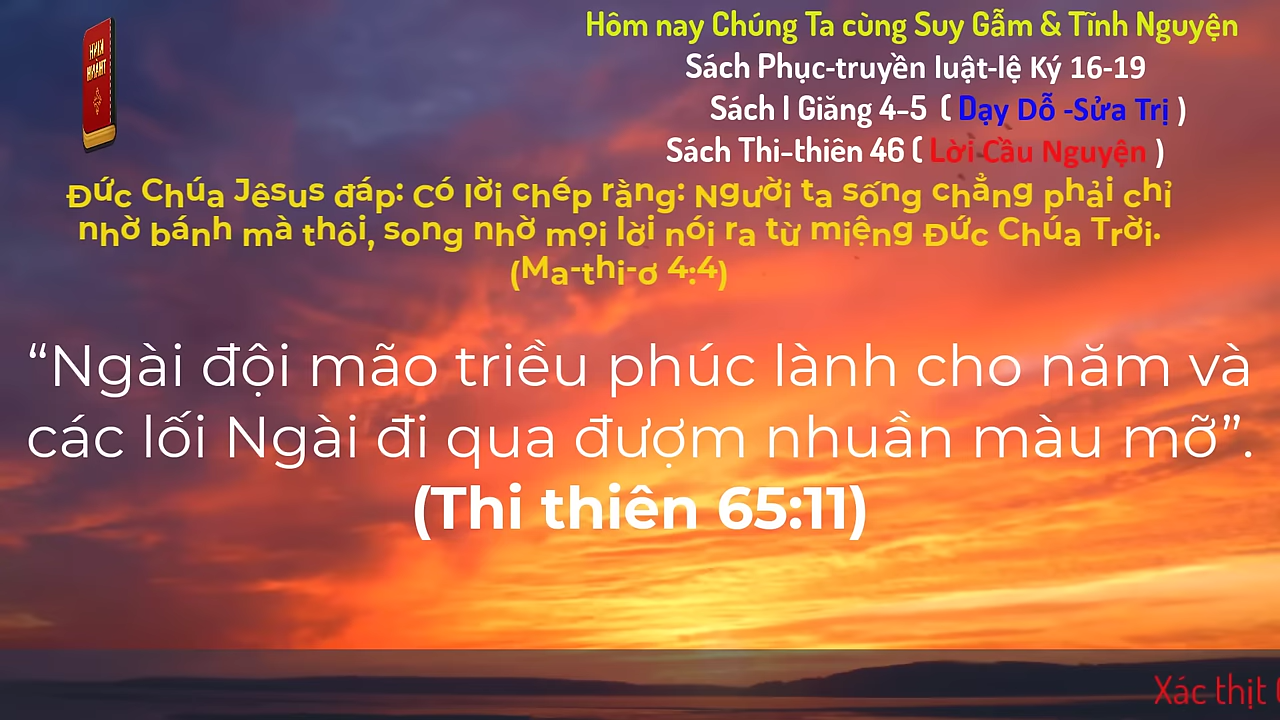 KINH
THÁNH
Hôm nay Chúng Ta cùng Suy Gẫm & Tĩnh Nguyện
Sách Phục-truyền luật-lệ Ký 16-19
Sách I Giăng 4-5 ( Dạy Dỗ -Sửa Trị )
Sách Thi-thiên 46 ( Lời Cầu Nguyện )
Đức Chúa Jêsus đáp: Có lời chép rằng: Người ta sống chẳng phải chỉ
nhờ bánh mà thôi, song nhờ mọi lời nói ra từ miệng Đức Chúa Trời.
(Ma-thi-ơ 4:4)
“Ngài đội mão triều phúc lành cho năm và
các lối Ngài đi qua đượm nhuần màu mỡ”.
(Thi thiên 65:11)
Xác thịt